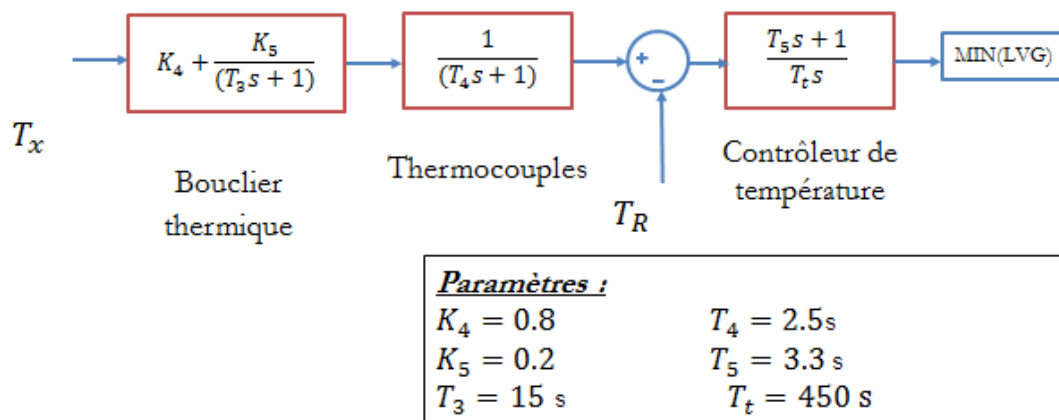 K₄ + K₅/(T₃s + 1)
1/(T₄s + 1)
+
−
T₅s + 1/Tₜs
MIN(LVG)
Tₓ
Bouclier
thermique
Thermocouples
T_R
Contrôleur de
température
Paramètres :
K₄ = 0.8 T₄ = 2.5s
K₅ = 0.2 T₅ = 3.3 s
T₃ = 15 s Tₜ = 450 s